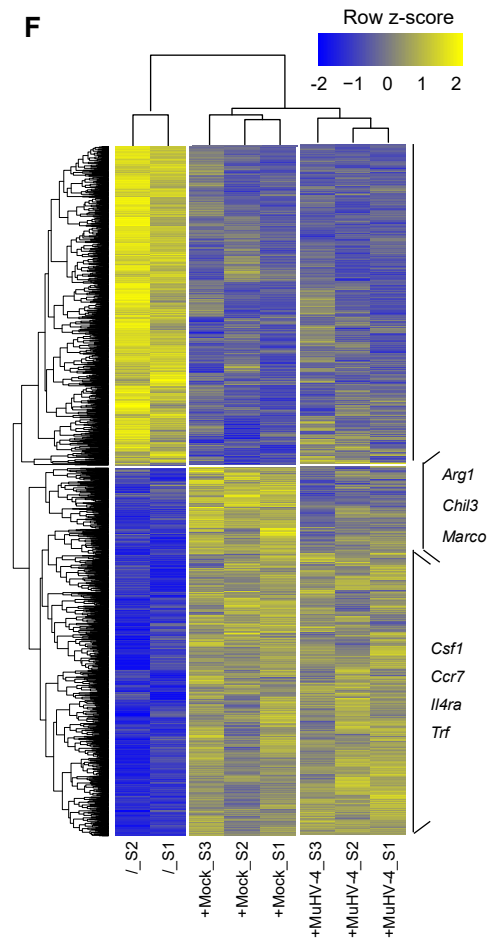 F
Row z-score
-2 −1 0 1 2
Arg1
Chil3
Marco
Csf1
Ccr7
Il4ra
Trf
/_S2
/_S1
+Mock_S3
+Mock_S2
+Mock_S1
+MuHV-4_S3
+MuHV-4_S2
+MuHV-4_S1